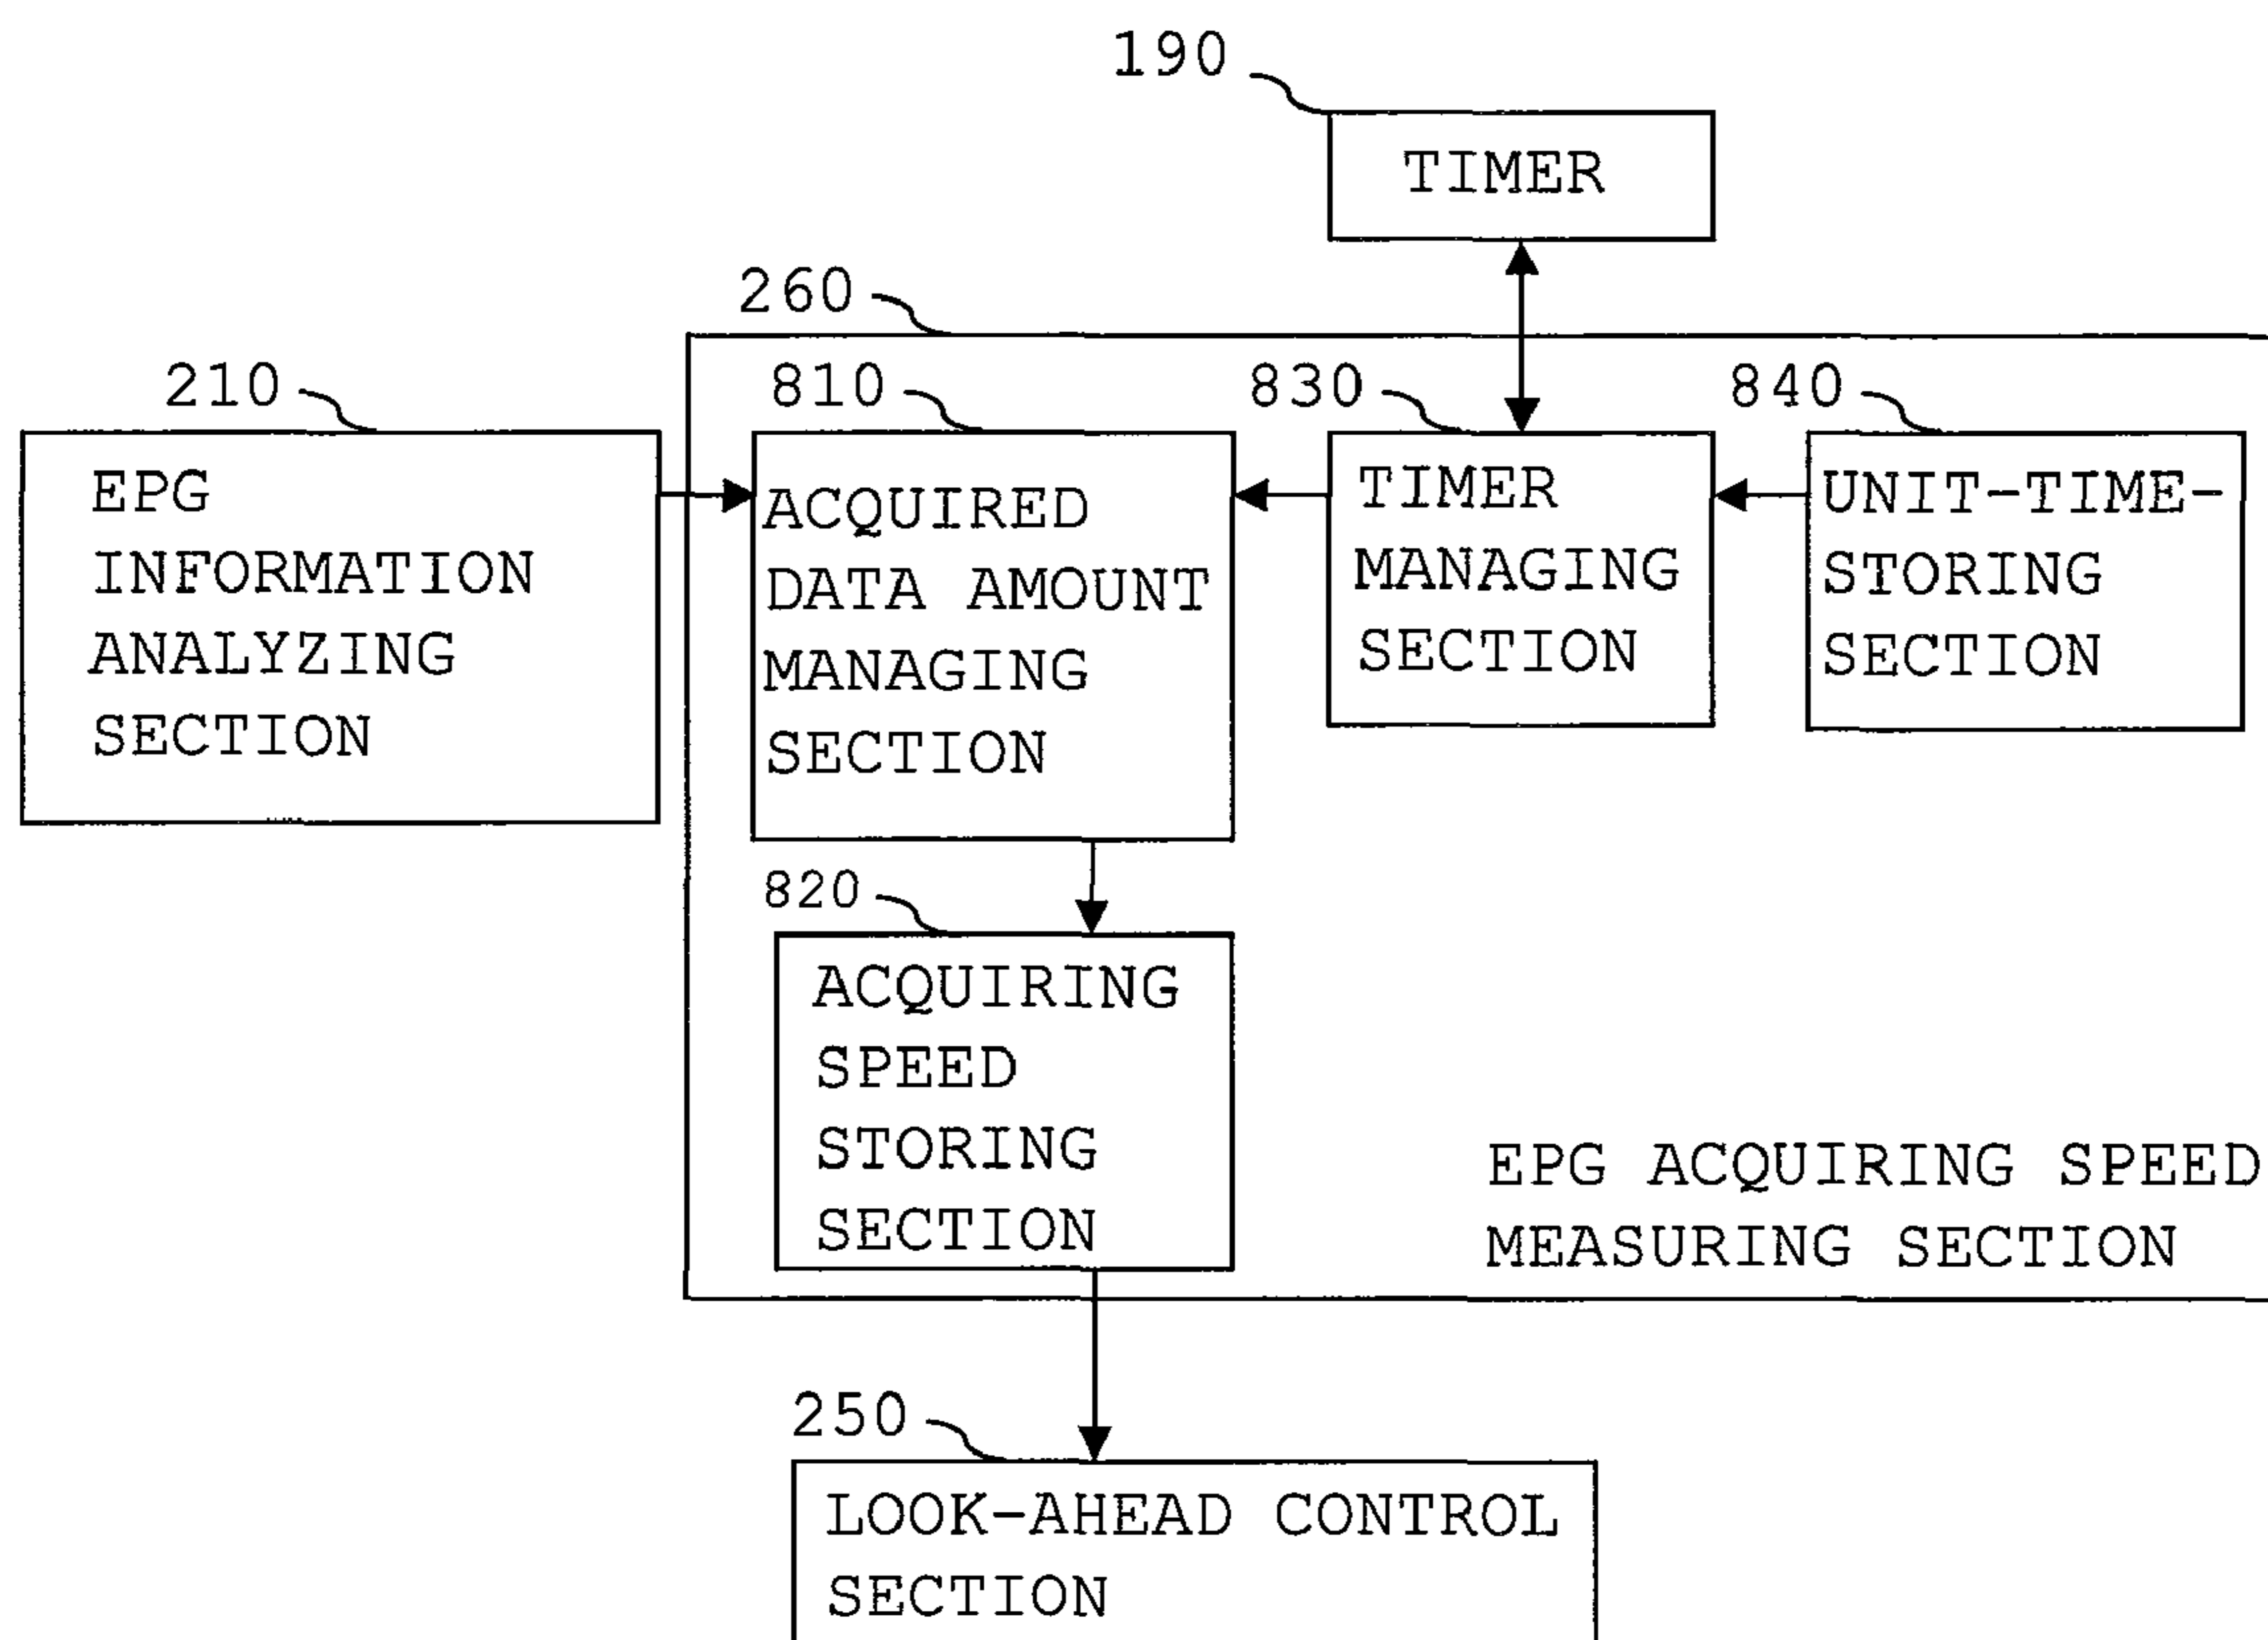 190
TIMER
260
210
810
830
840
EPG
INFORMATION
ANALYZING
SECTION
ACQUIRED
DATA AMOUNT
MANAGING
SECTION
TIMER
MANAGING
SECTION
UNIT-TIME-
STORING
SECTION
820
ACQUIRING
SPEED
STORING
SECTION
EPG ACQUIRING SPEED
MEASURING SECTION
250
LOOK-AHEAD CONTROL
SECTION